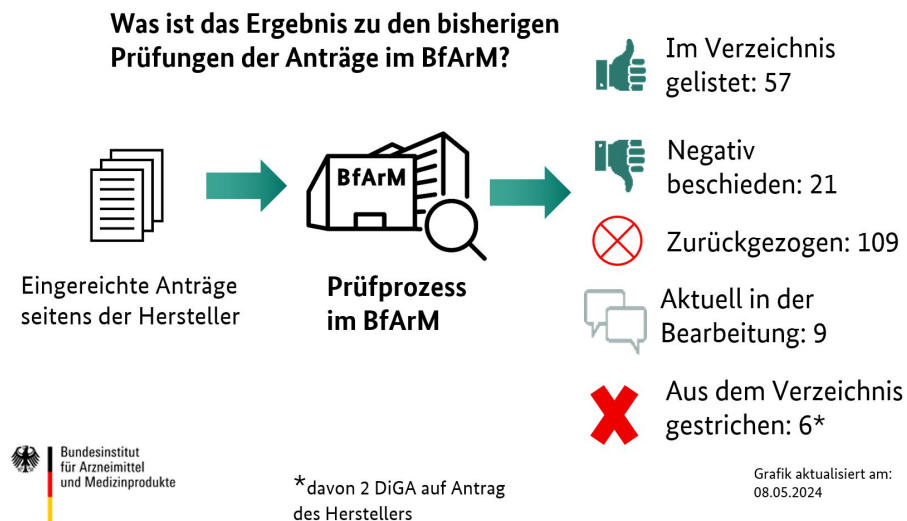 Was ist das Ergebnis zu den bisherigen
Prüfungen der Anträge im BfArM?
Eingereichte Anträge
seitens der Hersteller
BfArM
Prüfprozess
im BfArM
Im Verzeichnis
gelistet: 57
Negativ
beschieden: 21
Zurückgezogen: 109
Aktuell in der
Bearbeitung: 9
Aus dem Verzeichnis
gestrichen: 6*
Bundesinstitut
für Arzneimittel
und Medizinprodukte
*davon 2 DiGA auf Antrag
des Herstellers
Grafik aktualisiert am:
08.05.2024